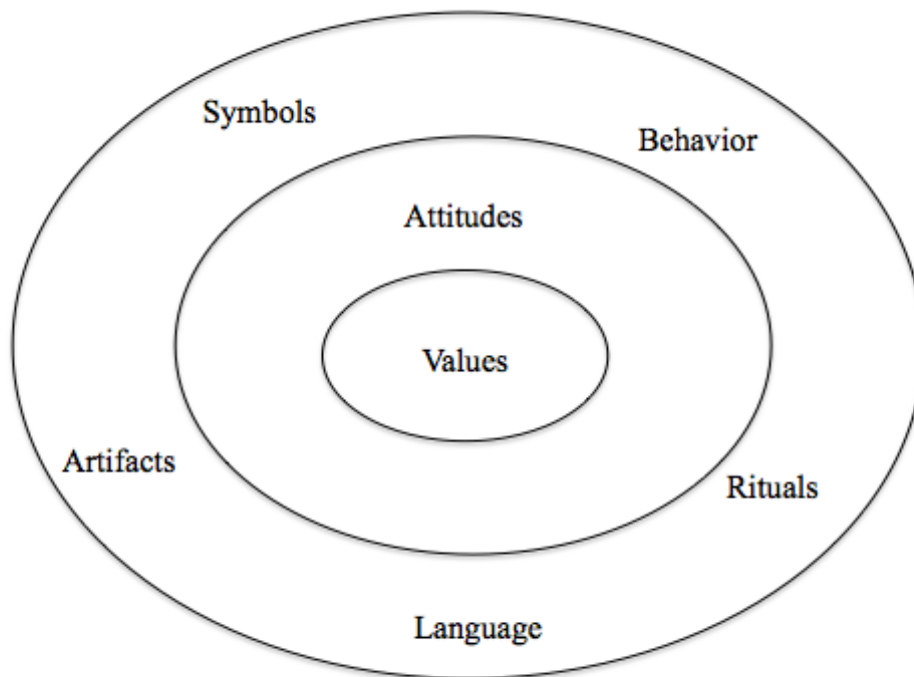 Symbols
Behavior
Attitudes
Values
Artifacts
Rituals
Language